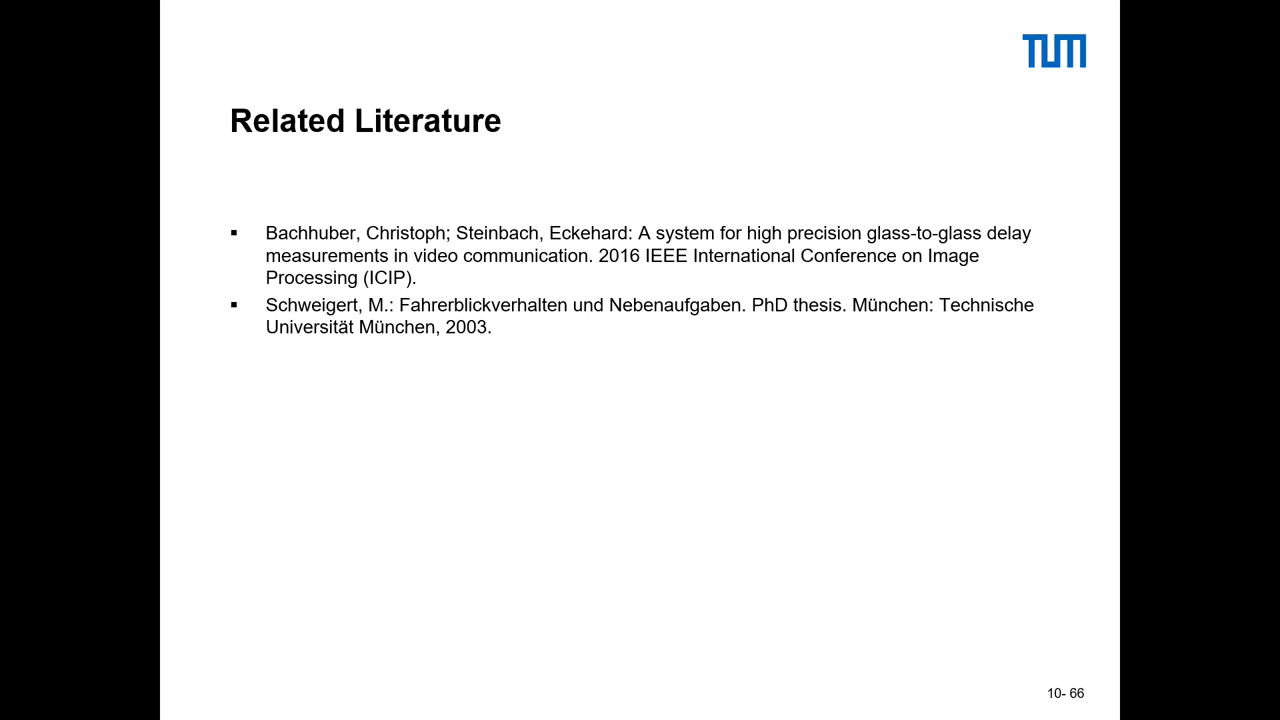 TUM
Related Literature
▪ Bachhuber, Christoph; Steinbach, Eckehard: A system for high precision glass-to-glass delay
measurements in video communication. 2016 IEEE International Conference on Image
Processing (ICIP).
▪ Schweigert, M.: Fahrerblickverhalten und Nebenaufgaben. PhD thesis. München: Technische
Universität München, 2003.
10- 66